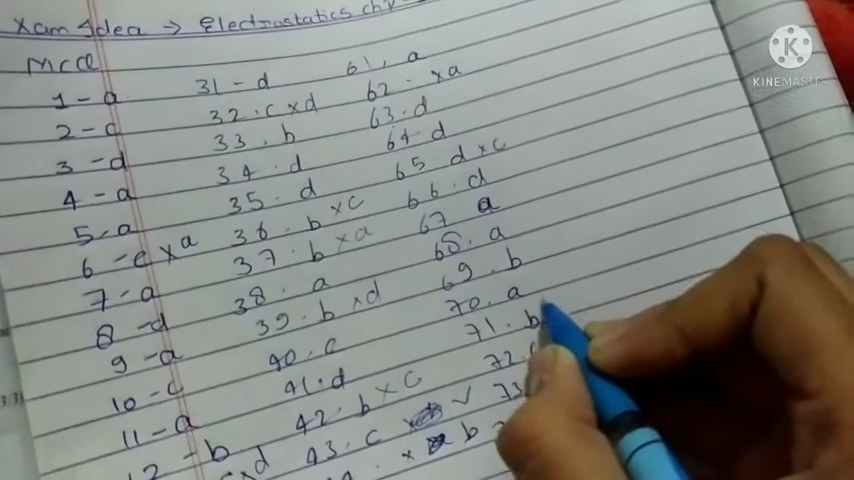 Xam Idea → Electrostatics
MCQ
1-a
2-c
3-d
4-a
5.a
6-c x a
7-a
8-d
9-a
10-c
11-a
12-b
x d
31-d
32.c x d
33.b
34.d
35.d
36.b x c
37.b x a
38.a
39.b x d
40.c
41.d
42.b x c
43.c x ✓
x b
61.a
62. x a
63.d
64 d
65 d x c
66.d
67 a
68.a
69.b
70.a
71.b
72.
73
KINEMASTER